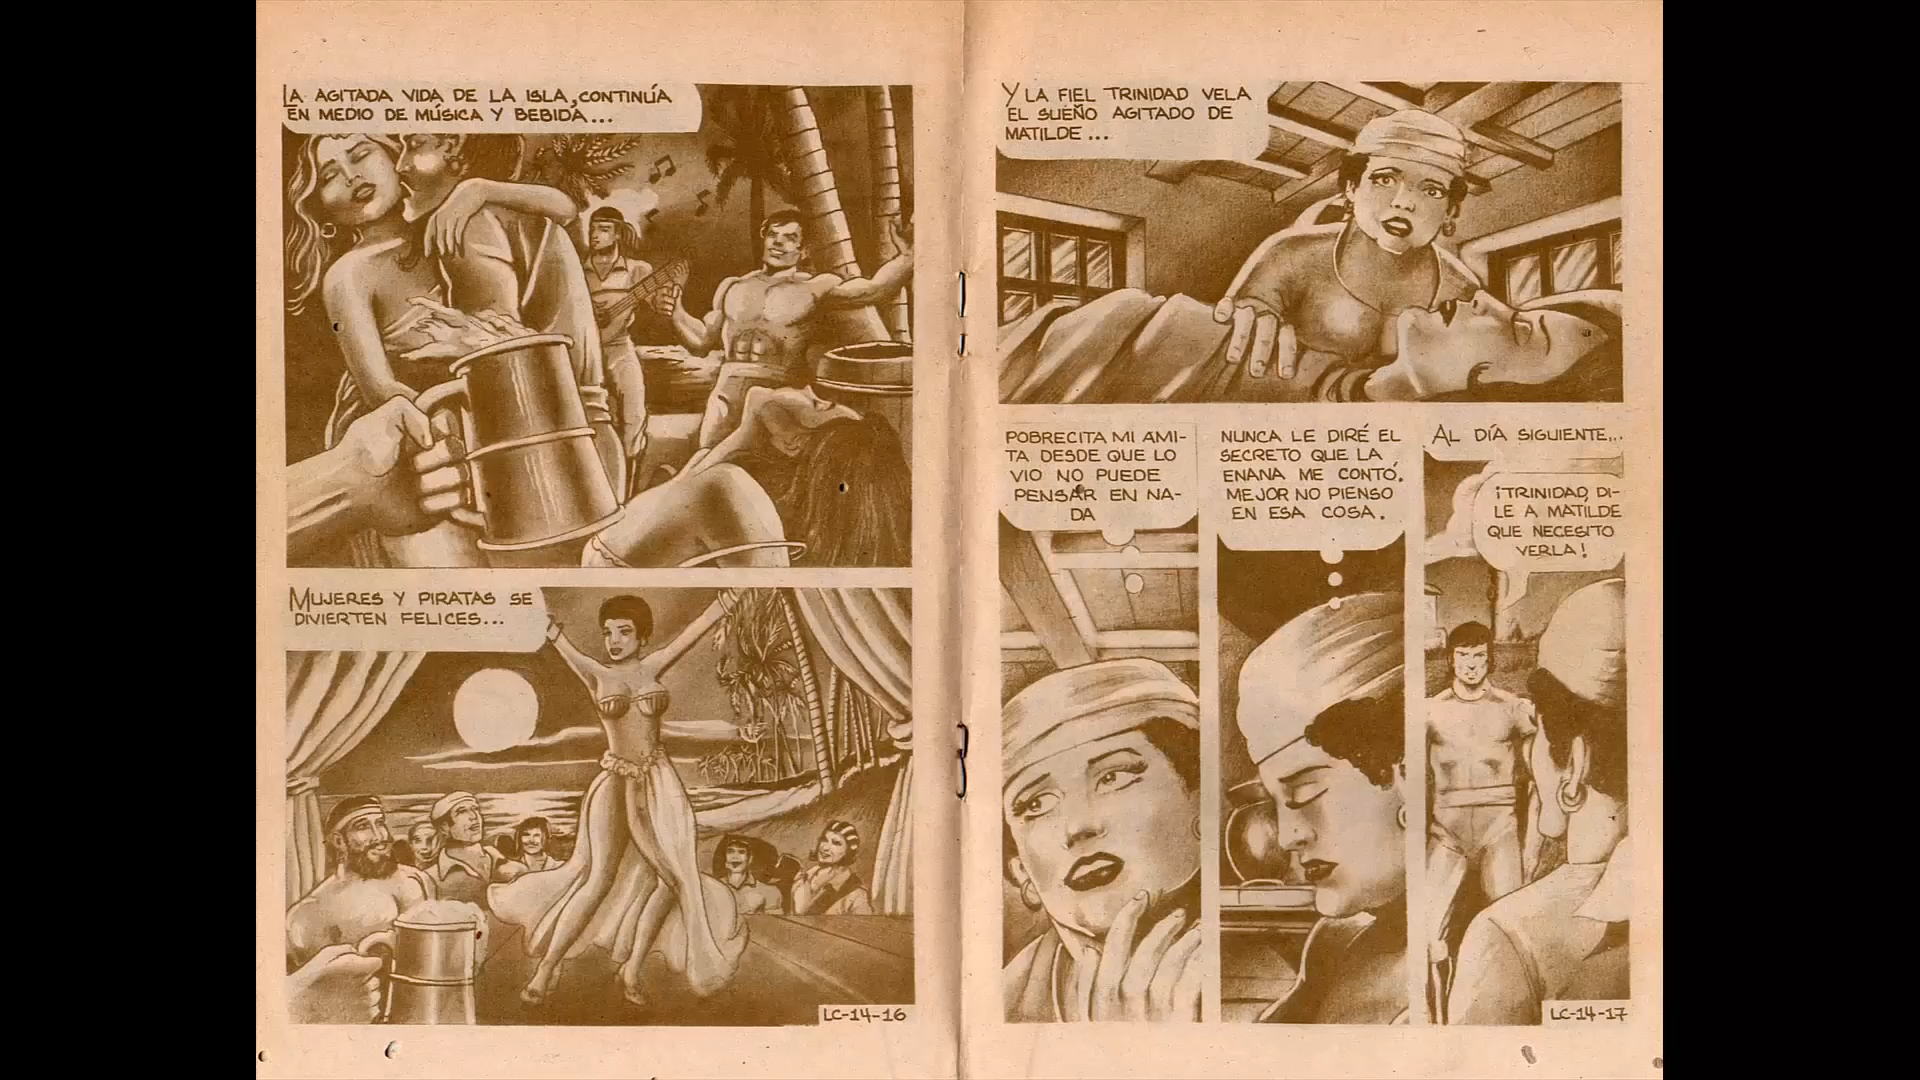 LA AGITADA VIDA DE LA ISLA, CONTINÚA
EN MEDIO DE MÚSICA Y BEBIDA...
MUJERES Y PIRATAS SE
DIVIERTEN FELICES...
LC-14-16
Y LA FIEL TRINIDAD VELA
EL SUEÑO AGITADO DE
MATILDE...
POBRECITA MI AMI-
TA DESDE QUE LO
VIO NO PUEDE
PENSAR EN NA-
DA
NUNCA LE DIRÉ EL
SECRETO QUE LA
ENANA ME CONTÓ.
MEJOR NO PIENSO
EN ESA COSA.
AL DÍA SIGUIENTE...
¡TRINIDAD, DI-
LE A MATILDE
QUE NECESITO
VERLA!
LC-14-17